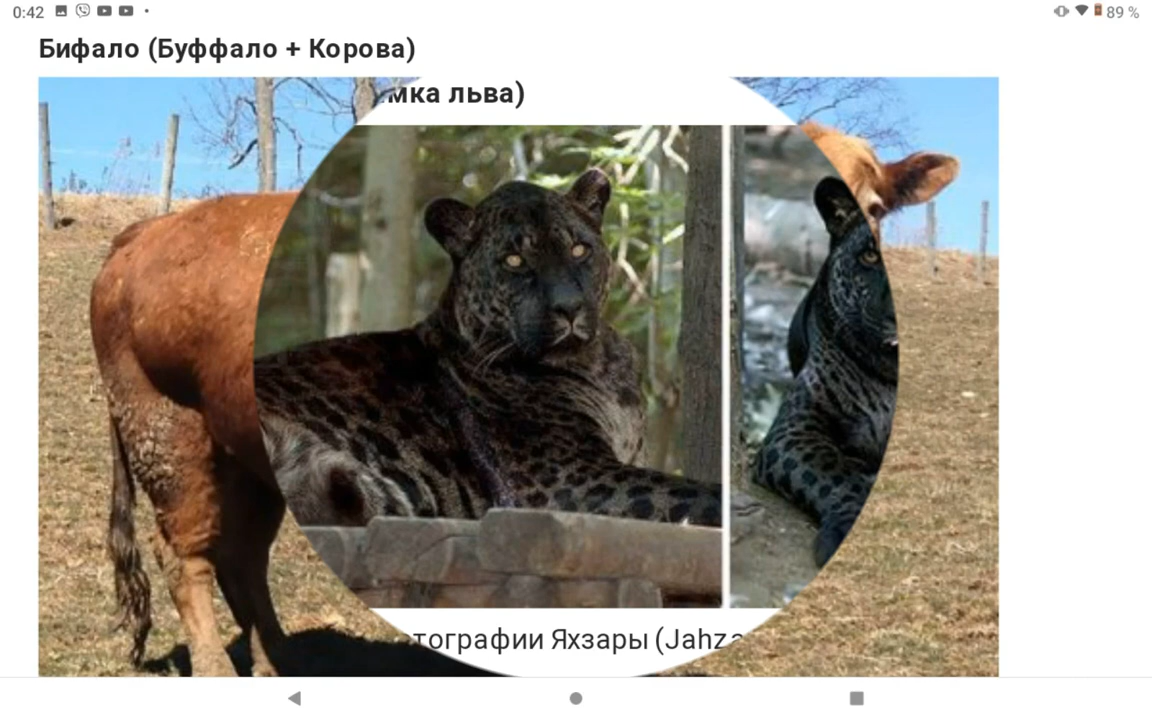 0:42
89 %
Бифало (Буффало + Корова)
мка льва)
тографии Яхзары (Jahz